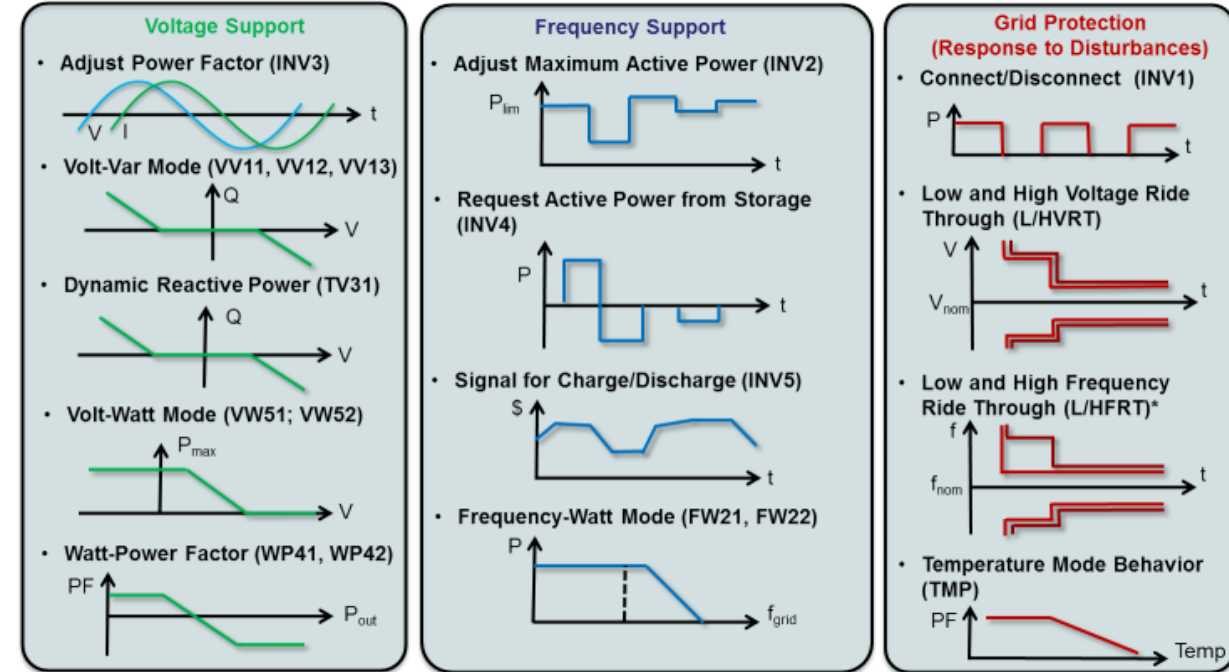 Voltage Support
• Adjust Power Factor (INV3)
t
V I
• Volt-Var Mode (VV11, VV12, VV13)
Q
V
• Dynamic Reactive Power (TV31)
Q
V
• Volt-Watt Mode (VW51; VW52)
Pmax
V
• Watt-Power Factor (WP41, WP42)
PF
Pout
Frequency Support
• Adjust Maximum Active Power (INV2)
Plim
t
• Request Active Power from Storage
(INV4)
P
t
• Signal for Charge/Discharge (INV5)
$
t
• Frequency-Watt Mode (FW21, FW22)
P
fgrid
Grid Protection
(Response to Disturbances)
• Connect/Disconnect (INV1)
P
t
• Low and High Voltage Ride
Through (L/HVRT)
V
t
Vnom
• Low and High Frequency
Ride Through (L/HFRT)*
f
t
fnom
• Temperature Mode Behavior
(TMP)
PF
Temp